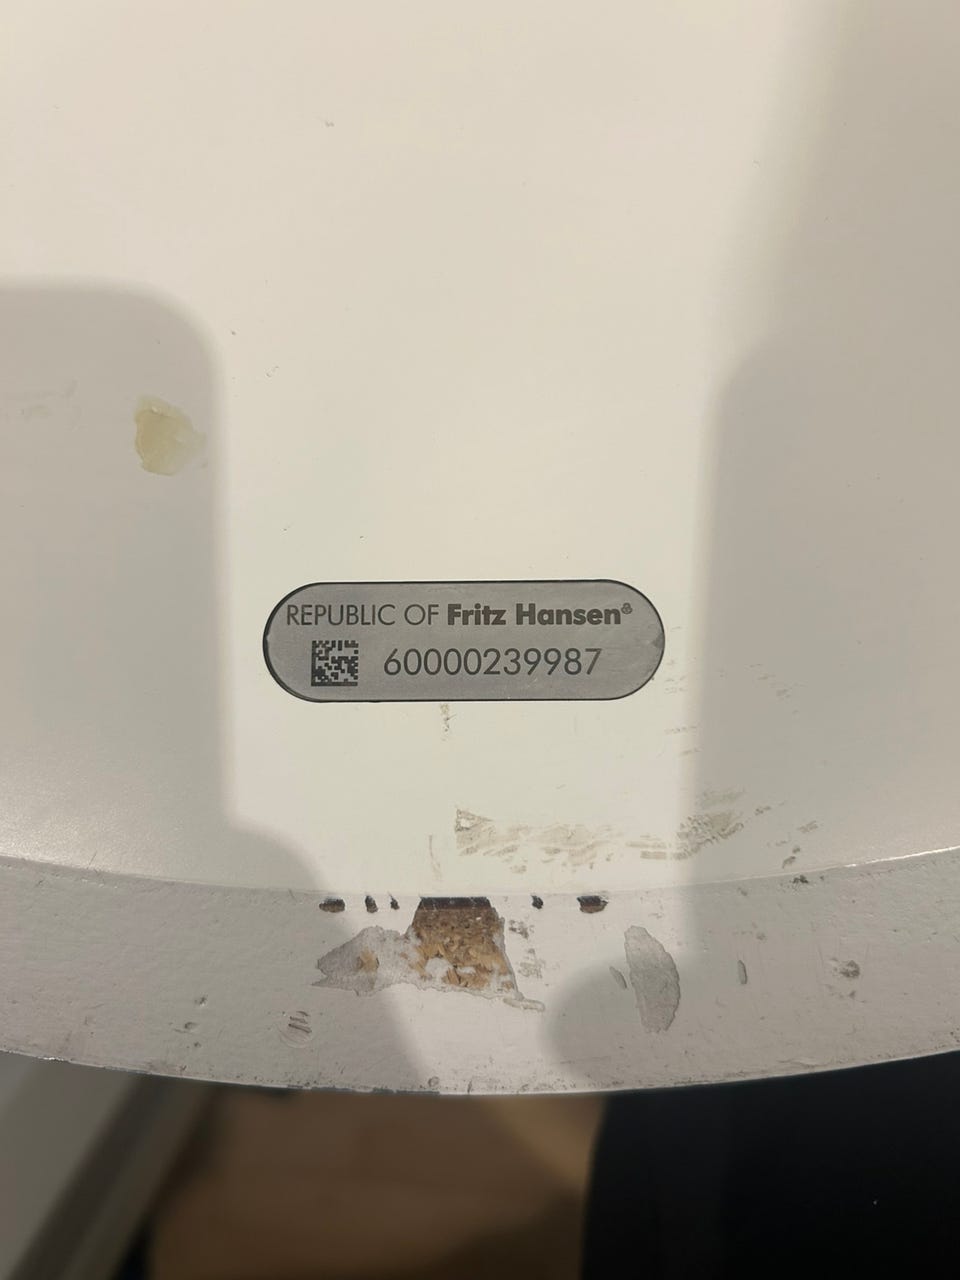 REPUBLIC OF Fritz Hansen®
60000239987